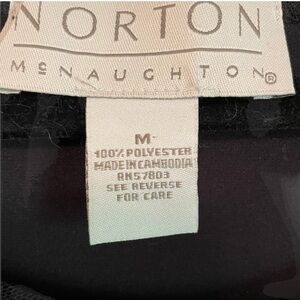 NORTON
McNAUGHTON®
M
100% POLYESTER
MADE IN CAMBODIA
RN57803
SEE REVERSE
FOR CARE